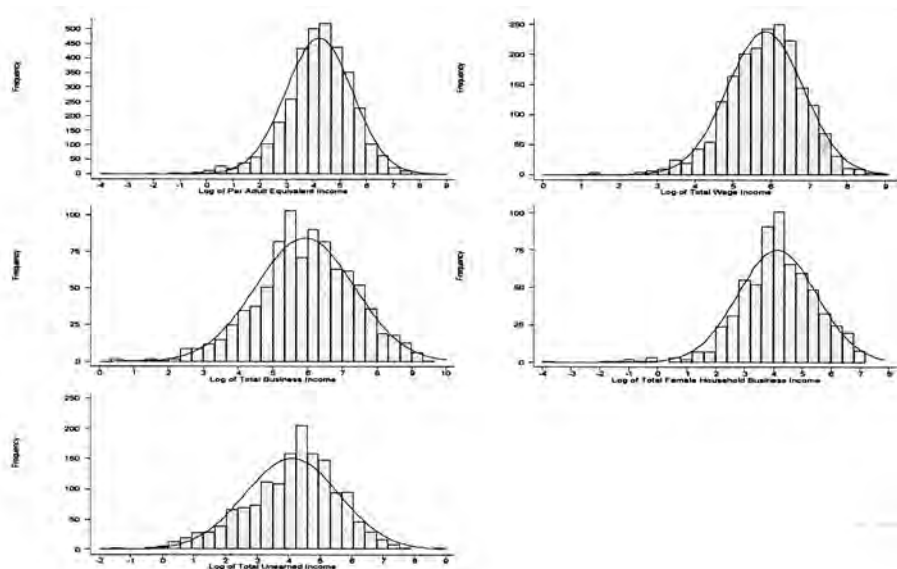 Frequency
500
450
400
350
300
250
200
150
100
50
0
-4 -3 -2 -1 0 1 2 3 4 5 6 7 8 9
Log of Per Adult Equivalent Income
Frequency
250
200
150
100
50
0
0 1 2 3 4 5 6 7 8 9
Log of Total Wage Income
Frequency
100
75
50
25
0
0 1 2 3 4 5 6 7 8 9 10
Log of Total Business Income
Frequency
100
75
50
25
0
-4 -3 -2 -1 0 1 2 3 4 5 6 7 8
Log of Total Female Household Business Income
Frequency
200
150
100
50
0
-2 -1 0 1 2 3 4 5 6 7 8 9
Log of Total Unearned Income